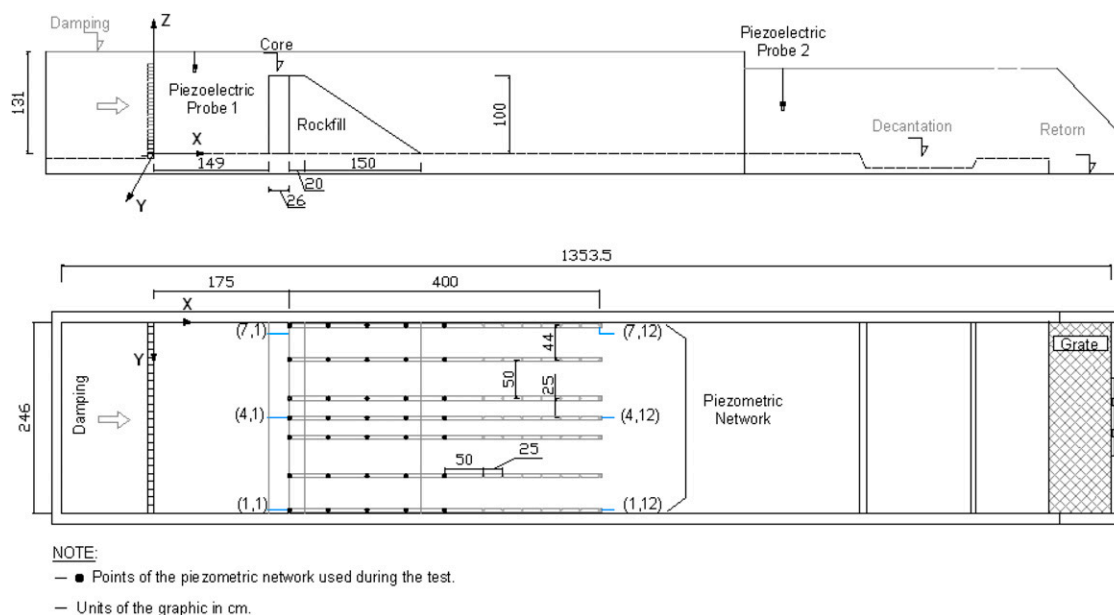 Damping
Z
Core
Piezoelectric
Probe 2
131
Piezoelectric
Probe 1
Rockfill
100
Decantation
Retorn
X
149
150
20
26
Y
1353.5
175
400
X
(7,1)
(7,12)
44
Grate
Y
50
25
246
Damping
(4,1)
(4,12)
Piezometric
Network
50
25
(1,1)
(1,12)
NOTE:
— ● Points of the piezometric network used during the test.
— Units of the graphic in cm.